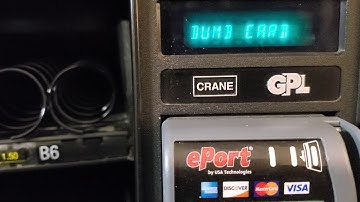 DUMB CARD
CRANE GPL
ePort
by USA Technologies
AMERICAN EXPRESS DISCOVER MasterCard VISA
1.50 B6